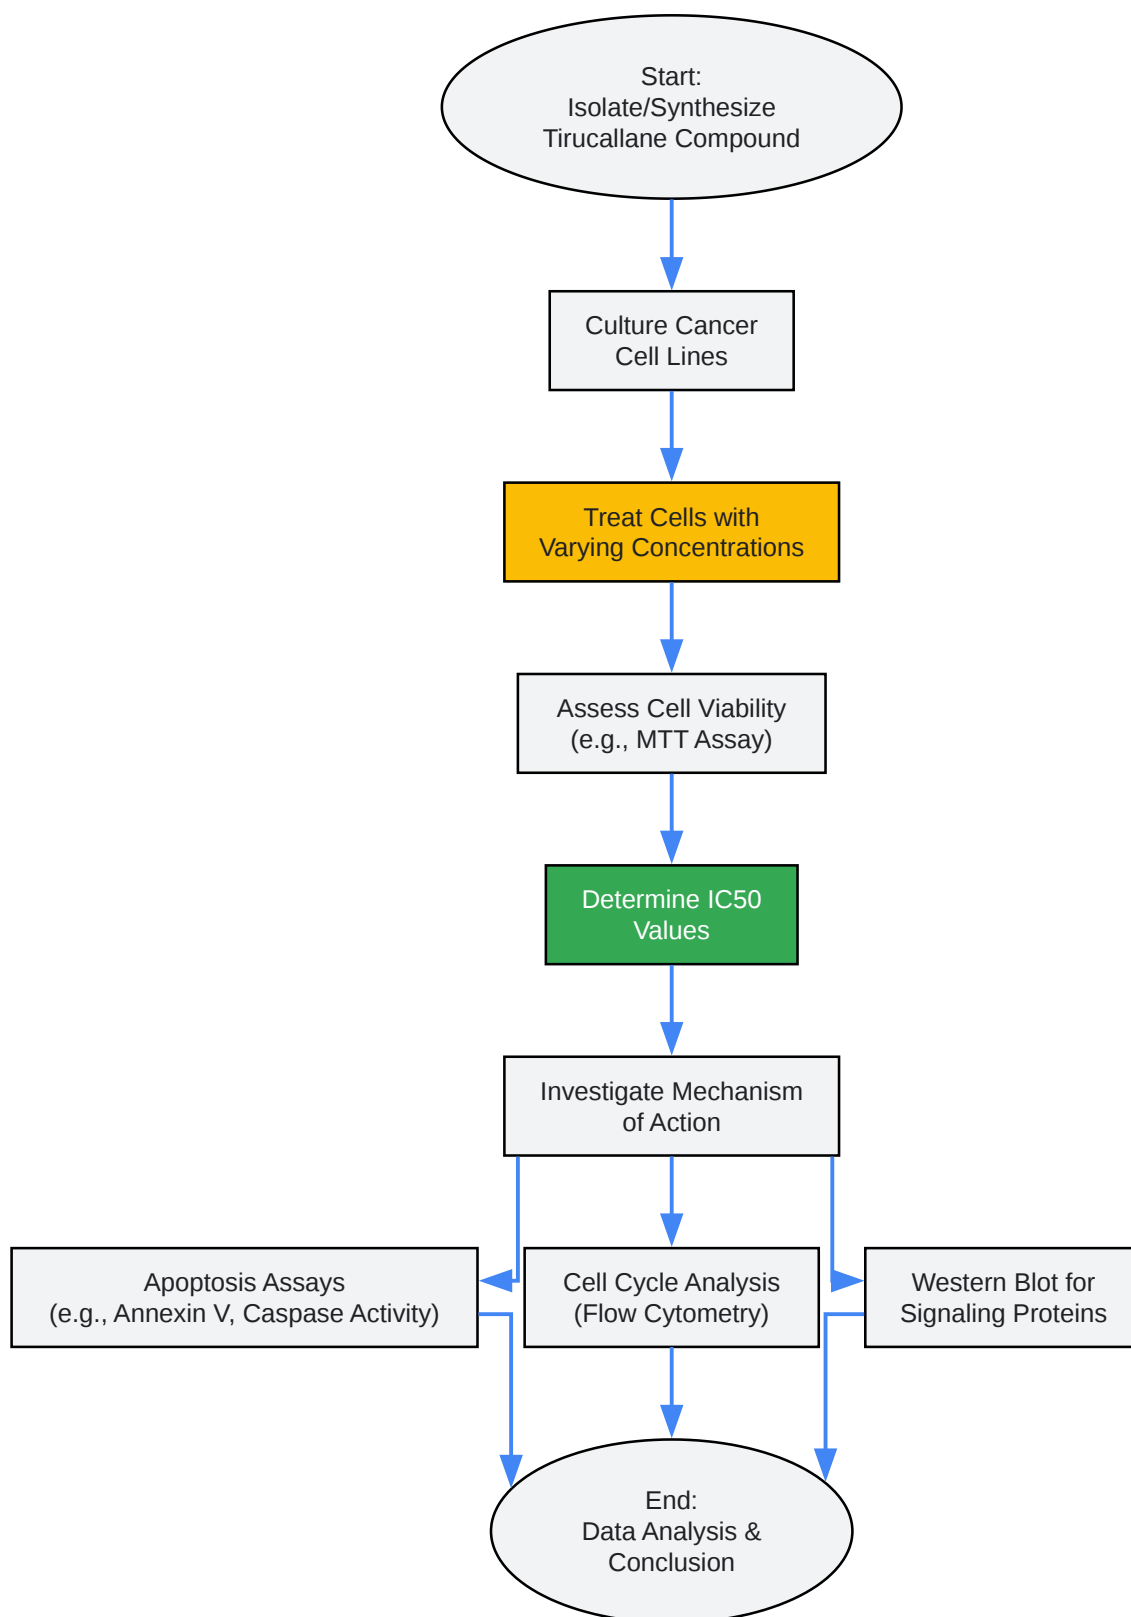 Start:
Isolate/Synthesize
Tirucallane Compound
Culture Cancer
Cell Lines
Treat Cells with
Varying Concentrations
Assess Cell Viability
(e.g., MTT Assay)
Determine IC50
Values
Investigate Mechanism
of Action
Apoptosis Assays
(e.g., Annexin V, Caspase Activity)
Cell Cycle Analysis
(Flow Cytometry)
Western Blot for
Signaling Proteins
End:
Data Analysis &
Conclusion